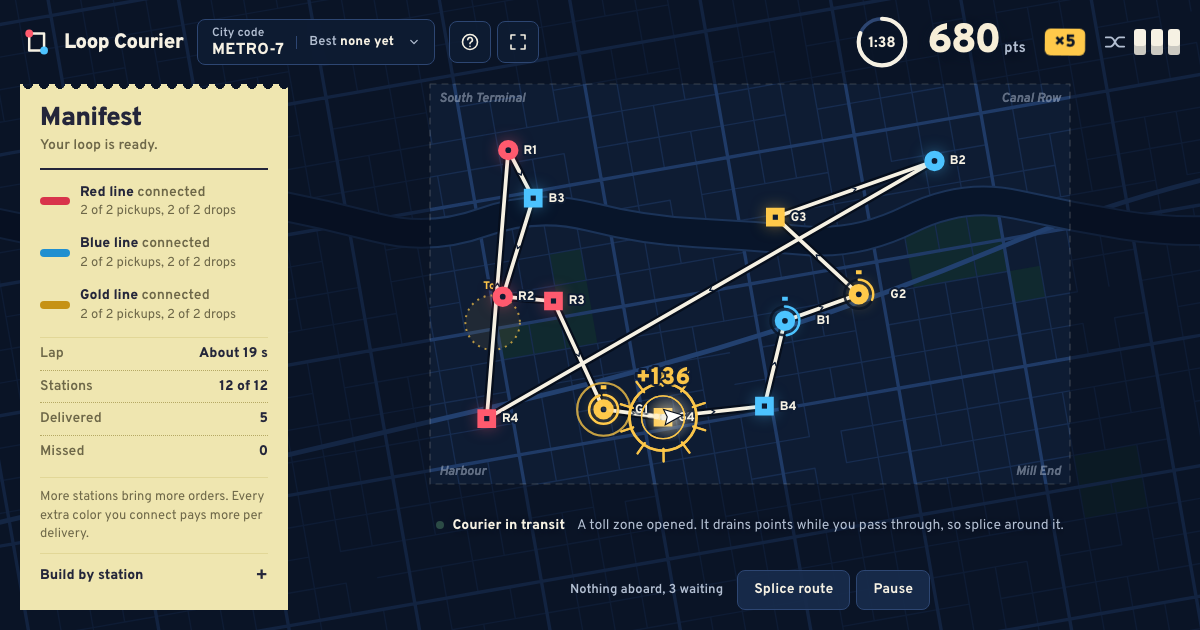 Loop Courier
City code
METRO-7
Best none yet
1:38
680 pts
×5
Manifest
Your loop is ready.
Red line connected
2 of 2 pickups, 2 of 2 drops
Blue line connected
2 of 2 pickups, 2 of 2 drops
Gold line connected
2 of 2 pickups, 2 of 2 drops
Lap About 19 s
Stations 12 of 12
Delivered 5
Missed 0
More stations bring more orders. Every
extra color you connect pays more per
delivery.
Build by station +
South Terminal
Canal Row
R1
B2
B3
G3
R2
R3
G2
B1
+136
R4
G1
B4
Harbour
Mill End
Courier in transit A toll zone opened. It drains points while you pass through, so splice around it.
Nothing aboard, 3 waiting
Splice route
Pause